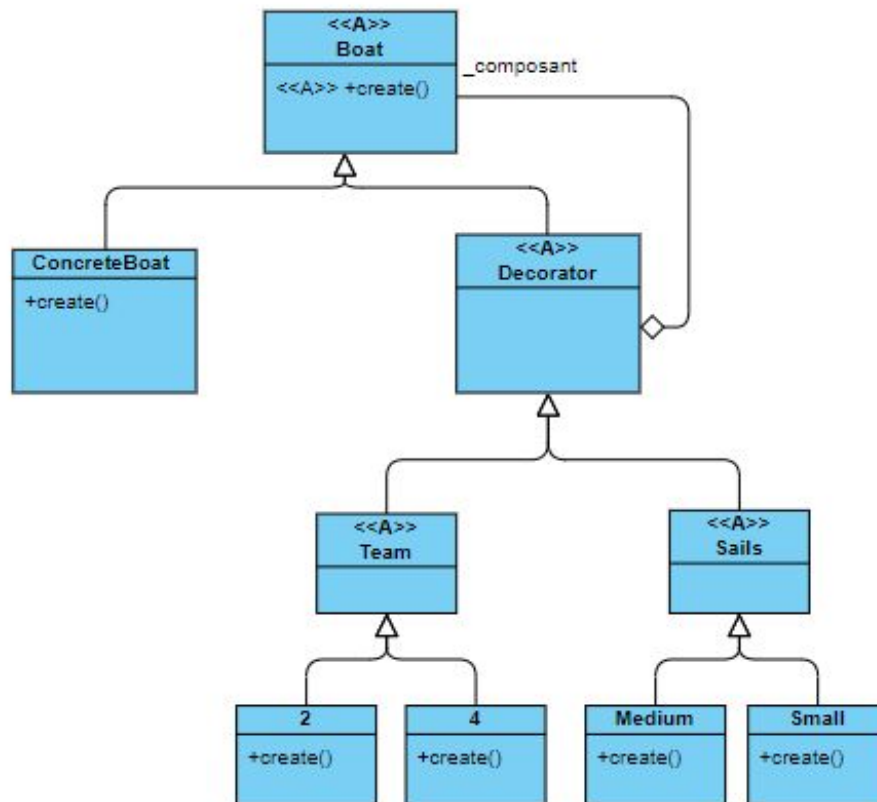 <<A>>
Boat
<<A>> +create()
_composant
ConcreteBoat
+create()
<<A>>
Decorator
<<A>>
Team
<<A>>
Sails
2
+create()
4
+create()
Medium
+create()
Small
+create()